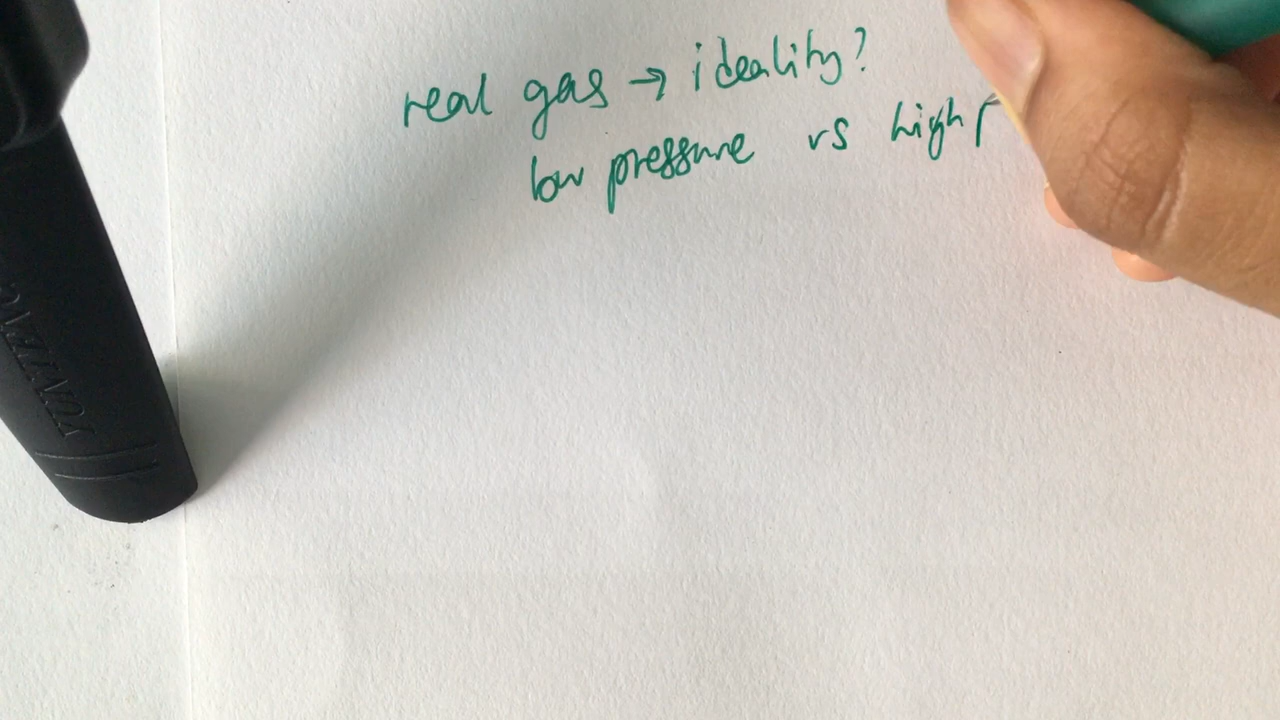 real gas → ideality?
low pressure vs high p